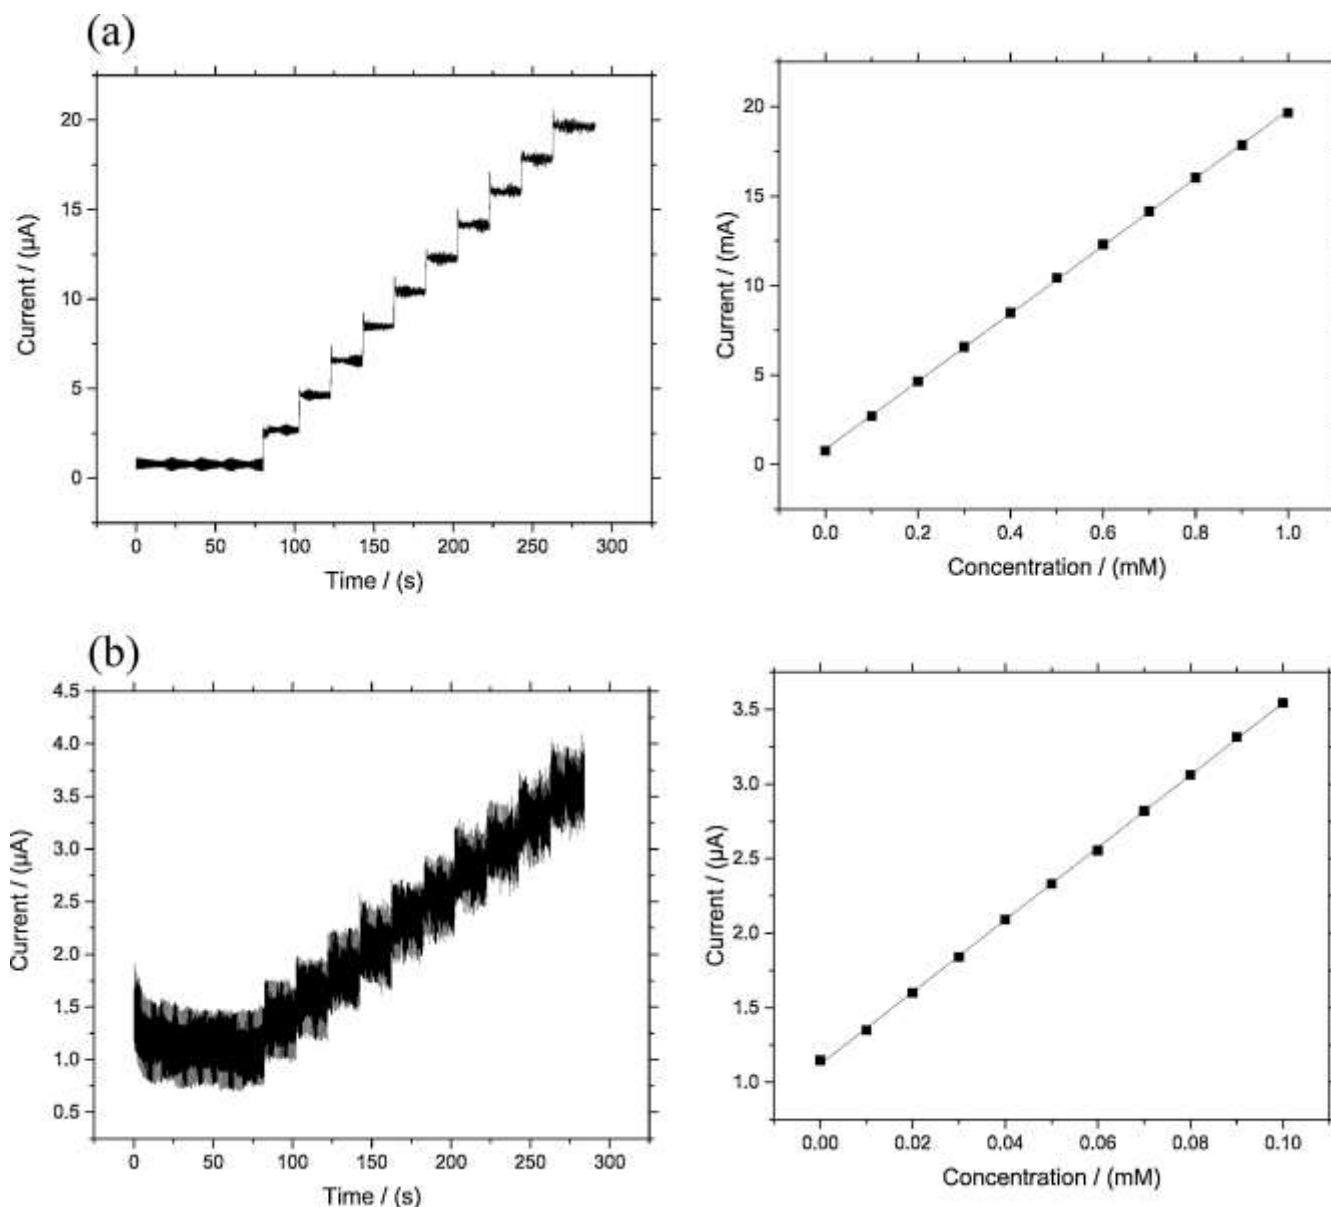 (a)
20
15
10
5
0
Current / (µA)
0 50 100 150 200 250 300
Time / (s)
20
15
10
5
0
Current / (mA)
0.0 0.2 0.4 0.6 0.8 1.0
Concentration / (mM)
(b)
4.5
4.0
3.5
3.0
2.5
2.0
1.5
1.0
0.5
Current / (µA)
0 50 100 150 200 250 300
Time / (s)
3.5
3.0
2.5
2.0
1.5
1.0
Current / (µA)
0.00 0.02 0.04 0.06 0.08 0.10
Concentration / (mM)